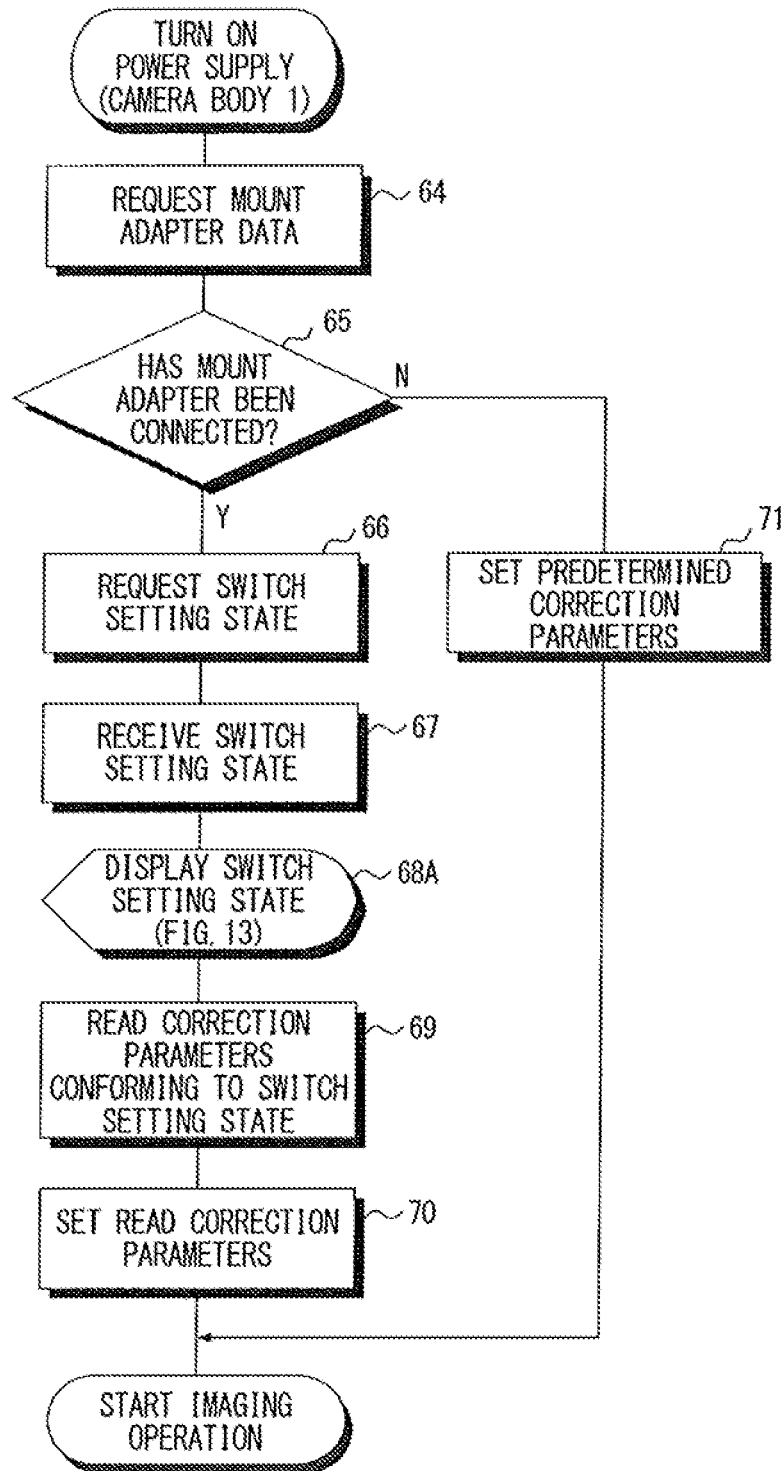 TURN ON
POWER SUPPLY
(CAMERA BODY 1)
REQUEST MOUNT
ADAPTER DATA
64
65
HAS MOUNT
ADAPTER BEEN
CONNECTED?
N
Y
66
REQUEST SWITCH
SETTING STATE
71
SET PREDETERMINED
CORRECTION
PARAMETERS
RECEIVE SWITCH
SETTING STATE
67
DISPLAY SWITCH
SETTING STATE
(FIG. 13)
68A
READ CORRECTION
PARAMETERS
CONFORMING TO SWITCH
SETTING STATE
69
SET READ CORRECTION
PARAMETERS
70
START IMAGING
OPERATION